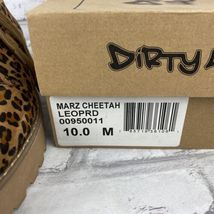 DiRTY
MARZ CHEETAH
LEOPRD
00950011
10.0 M